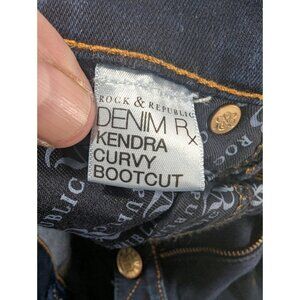 ROCK & REPUBLIC
DENIM Rx
KENDRA
CURVY
BOOTCUT